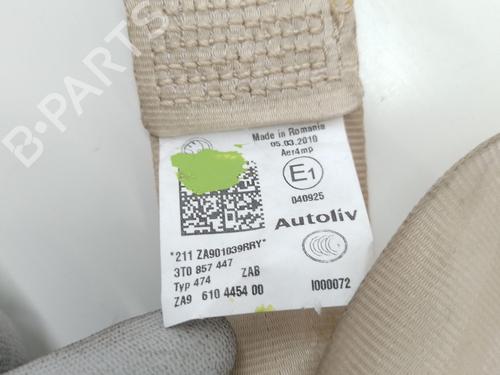 B-PARTS
Made in Romania
05.03.2010
Aer4mp
E1
040925
Autoliv
*211 ZA901039RRY*
3T0 857 447
Typ 474 ZAB
ZA9 610 4454 00 I000072